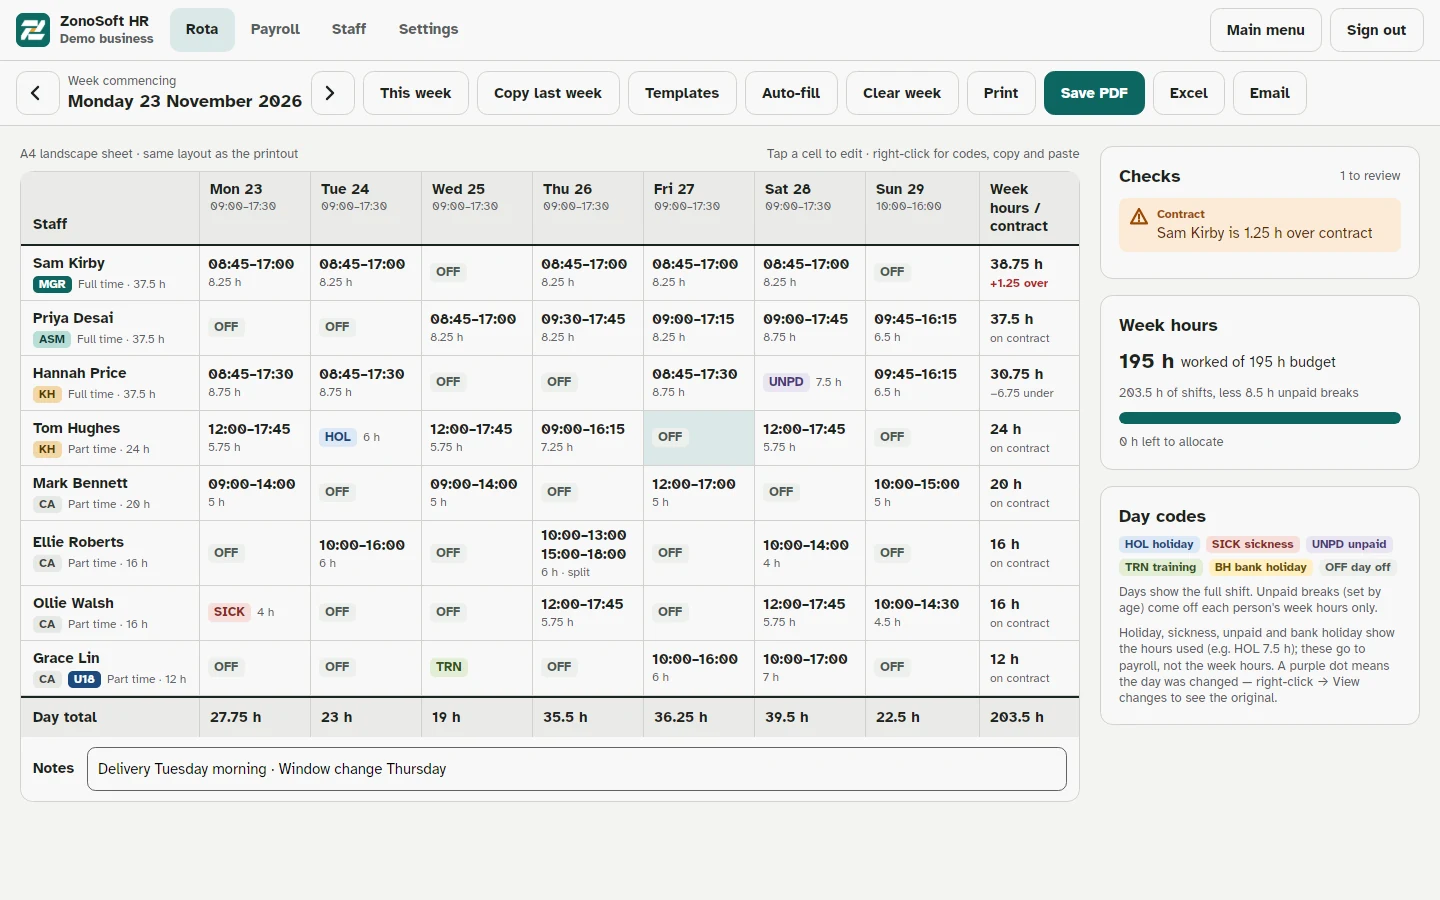 ZonoSoft HR
Demo business
Rota
Payroll
Staff
Settings
Main menu
Sign out
Week commencing
Monday 23 November 2026
This week
Copy last week
Templates
Auto-fill
Clear week
Print
Save PDF
Excel
Email
A4 landscape sheet · same layout as the printout
Tap a cell to edit · right-click for codes, copy and paste
Staff
Mon 23
09:00–17:30
Tue 24
09:00–17:30
Wed 25
09:00–17:30
Thu 26
09:00–17:30
Fri 27
09:00–17:30
Sat 28
09:00–17:30
Sun 29
10:00–16:00
Week
hours /
contract
Sam Kirby
MGR Full time · 37.5 h
08:45–17:00
8.25 h
08:45–17:00
8.25 h
OFF
08:45–17:00
8.25 h
08:45–17:00
8.25 h
08:45–17:00
8.25 h
OFF
38.75 h
+1.25 over
Priya Desai
ASM Full time · 37.5 h
OFF
OFF
08:45–17:00
8.25 h
09:30–17:45
8.25 h
09:00–17:15
8.25 h
09:00–17:45
8.75 h
09:45–16:15
6.5 h
37.5 h
on contract
Hannah Price
KH Full time · 37.5 h
08:45–17:30
8.75 h
08:45–17:30
8.75 h
OFF
OFF
08:45–17:30
8.75 h
UNPD 7.5 h
09:45–16:15
6.5 h
30.75 h
−6.75 under
Tom Hughes
KH Part time · 24 h
12:00–17:45
5.75 h
HOL 6 h
12:00–17:45
5.75 h
09:00–16:15
7.25 h
OFF
12:00–17:45
5.75 h
OFF
24 h
on contract
Mark Bennett
CA Part time · 20 h
09:00–14:00
5 h
OFF
09:00–14:00
5 h
OFF
12:00–17:00
5 h
OFF
10:00–15:00
5 h
20 h
on contract
Ellie Roberts
CA Part time · 16 h
OFF
10:00–16:00
6 h
OFF
10:00–13:00
15:00–18:00
6 h · split
OFF
10:00–14:00
4 h
OFF
16 h
on contract
Ollie Walsh
CA Part time · 16 h
SICK 4 h
OFF
OFF
12:00–17:45
5.75 h
OFF
12:00–17:45
5.75 h
10:00–14:30
4.5 h
16 h
on contract
Grace Lin
CA U18 Part time · 12 h
OFF
OFF
TRN
OFF
10:00–16:00
6 h
10:00–17:00
7 h
OFF
12 h
on contract
Day total
27.75 h
23 h
19 h
35.5 h
36.25 h
39.5 h
22.5 h
203.5 h
Notes
Delivery Tuesday morning · Window change Thursday
Checks
1 to review
Contract
Sam Kirby is 1.25 h over contract
Week hours
195 h worked of 195 h budget
203.5 h of shifts, less 8.5 h unpaid breaks
0 h left to allocate
Day codes
HOL holiday SICK sickness UNPD unpaid
TRN training BH bank holiday OFF day off
Days show the full shift. Unpaid breaks (set by
age) come off each person's week hours only.
Holiday, sickness, unpaid and bank holiday show
the hours used (e.g. HOL 7.5 h); these go to
payroll, not the week hours. A purple dot means
the day was changed — right-click → View
changes to see the original.